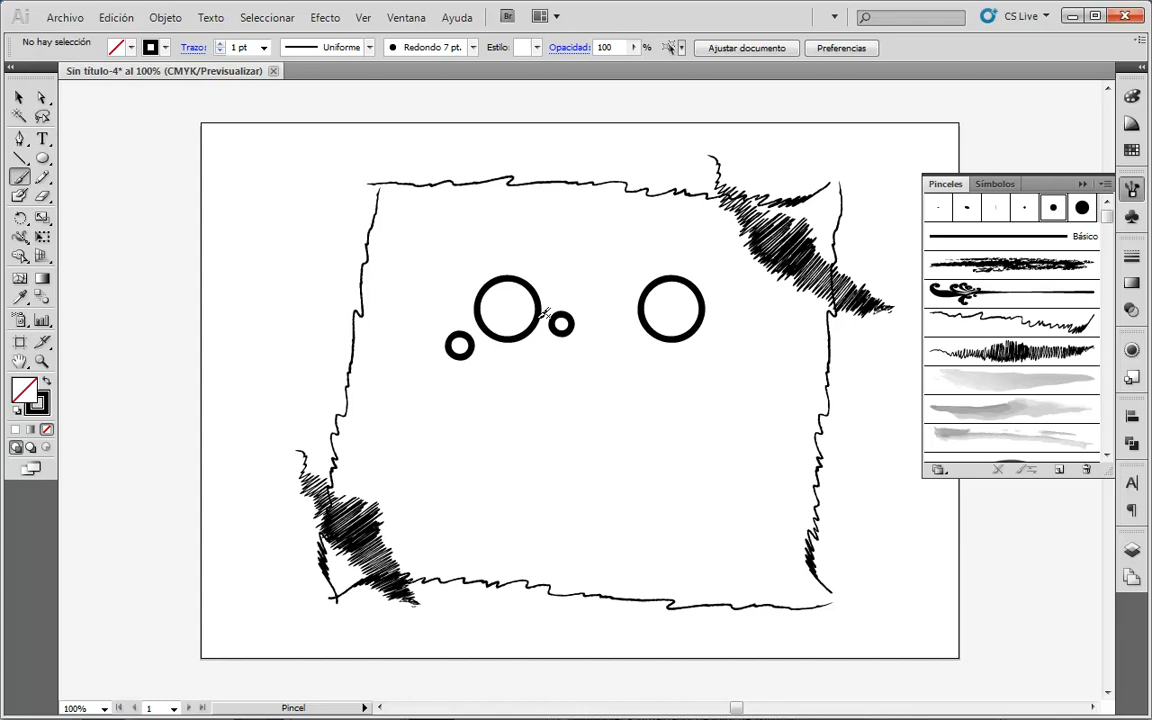 Ai Archivo Edición Objeto Texto Seleccionar Efecto Ver Ventana Ayuda Br CS Live
No hay selección Trazo: 1 pt Uniforme Redondo 7 pt. Estilo: Opacidad: 100 % Ajustar documento Preferencias
Sin título-4* al 100% (CMYK/Previsualizar)
Pinceles Símbolos
Básico
100% 1 Pincel